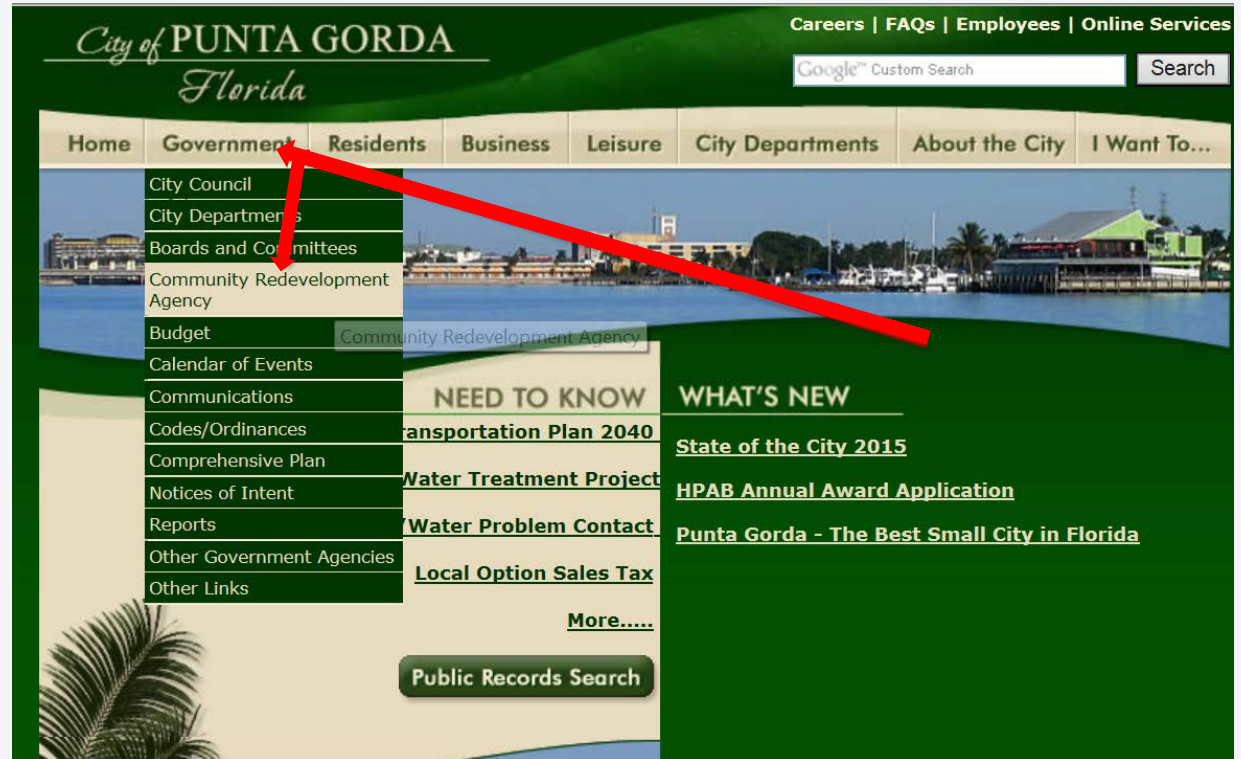 City of PUNTA GORDA
Florida
Careers | FAQs | Employees | Online Services
Google™ Custom Search
Search
Home Government Residents Business Leisure City Departments About the City I Want To...
City Council
City Departments
Boards and Committees
Community Redevelopment
Agency
Budget
Community Redevelopment Agency
Calendar of Events
Communications
Codes/Ordinances
Comprehensive Plan
Notices of Intent
Reports
Other Government Agencies
Other Links
NEED TO KNOW
Plan 2040
Water Treatment Project
/Water Problem Contact
Local Option Sales Tax
More.....
Public Records Search
WHAT'S NEW
State of the City 2015
HPAB Annual Award Application
Punta Gorda - The Best Small City in Florida